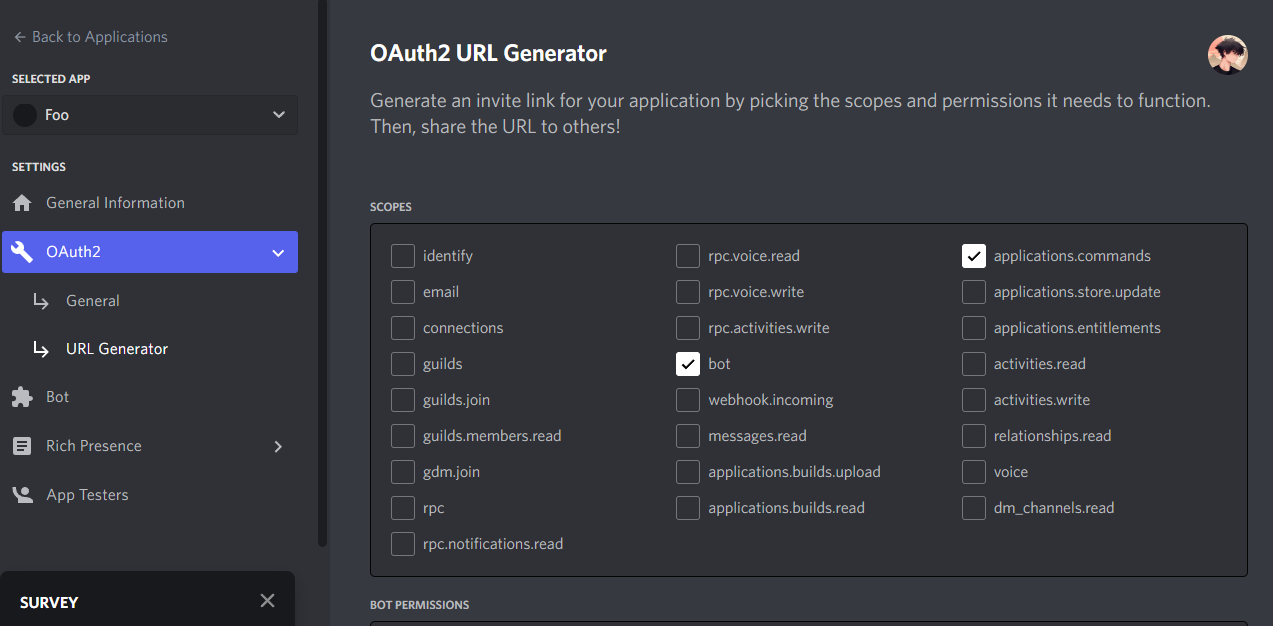 Back to Applications
SELECTED APP
Foo
SETTINGS
General Information
OAuth2
General
URL Generator
Bot
Rich Presence
App Testers
SURVEY
OAuth2 URL Generator
Generate an invite link for your application by picking the scopes and permissions it needs to function.
Then, share the URL to others!
SCOPES
identify
email
connections
guilds
guilds.join
guilds.members.read
gdm.join
rpc
rpc.notifications.read
rpc.voice.read
rpc.voice.write
rpc.activities.write
bot
webhook.incoming
messages.read
applications.builds.upload
applications.builds.read
applications.commands
applications.store.update
applications.entitlements
activities.read
activities.write
relationships.read
voice
dm_channels.read
BOT PERMISSIONS